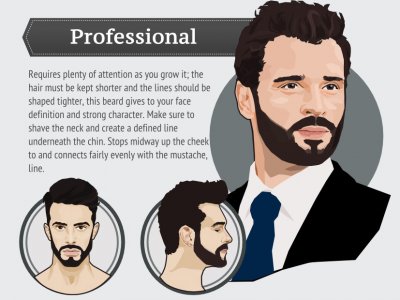 Professional
Requires plenty of attention as you grow it; the
hair must be kept shorter and the lines should be
shaped tighter, this beard gives to your face
definition and strong character. Make sure to
shave the neck and create a defined line
underneath the chin. Stops midway up the cheek
to and connects fairly evenly with the mustache,
line.